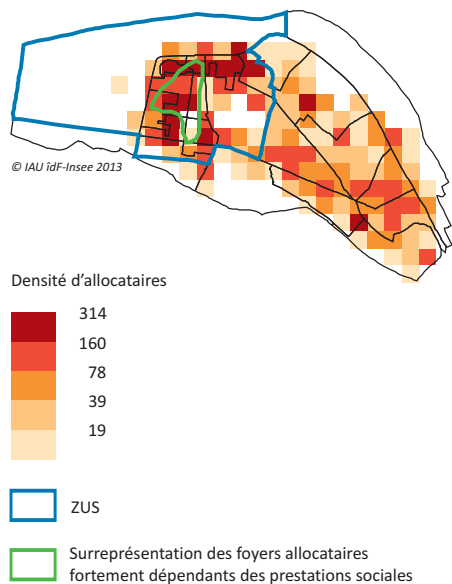 © IAU îdF-Insee 2013
Densité d'allocataires
314
160
78
39
19
ZUS
Surreprésentation des foyers allocataires
fortement dépendants des prestations sociales